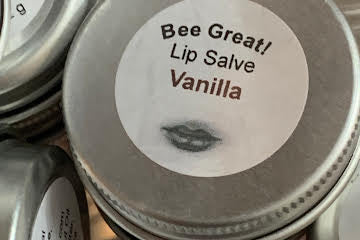 Bee Great!
Lip Salve
Vanilla
g